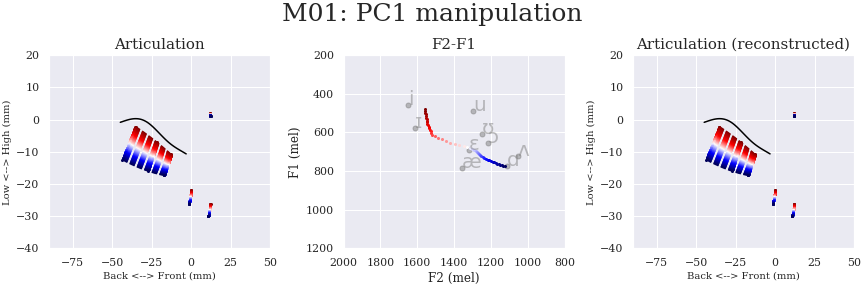 M01: PC1 manipulation
Articulation
F2-F1
Articulation (reconstructed)
20
10
0
−10
−20
−30
−40
Low <--> High (mm)
−75 −50 −25 0 25 50
Back <--> Front (mm)
200
400
600
800
1000
1200
F1 (mel)
i
ɪ
u
ʊ
ɔ
ɛ
æ
ɑ
ʌ
2000 1800 1600 1400 1200 1000 800
F2 (mel)
20
10
0
−10
−20
−30
−40
Low <--> High (mm)
−75 −50 −25 0 25 50
Back <--> Front (mm)